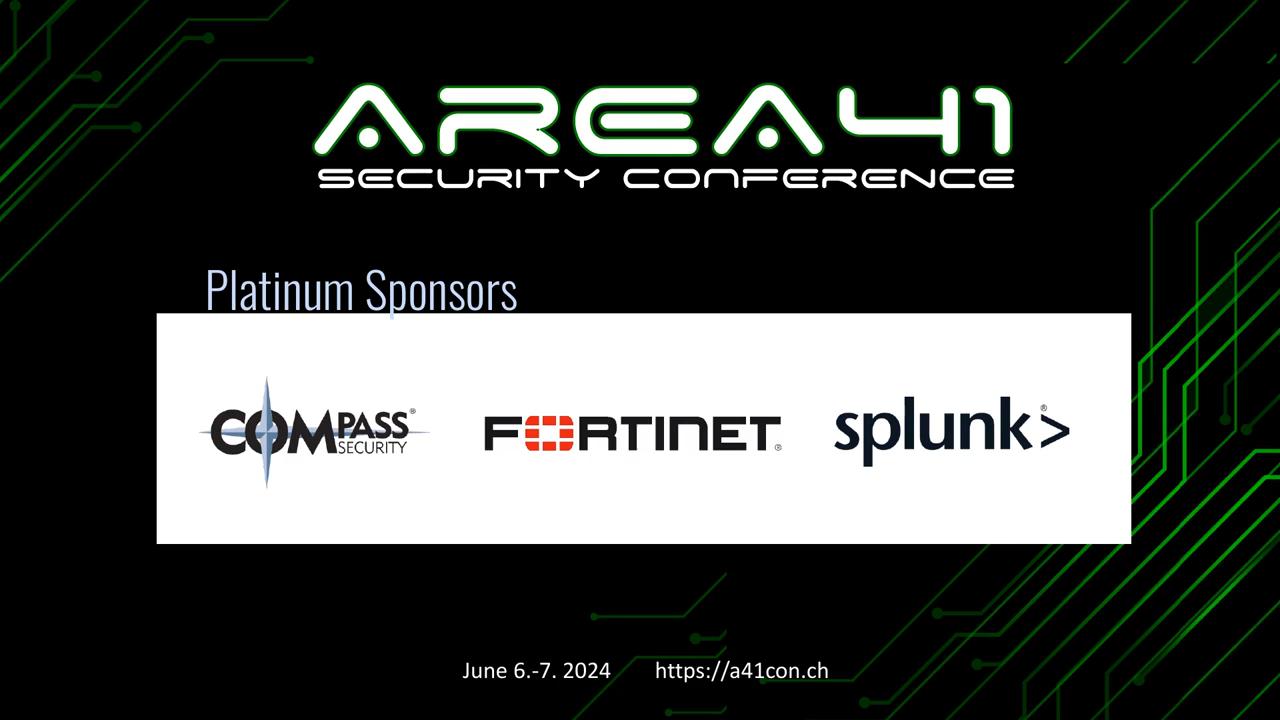 AREA41
SECURITY CONFERENCE
Platinum Sponsors
COMPASS SECURITY®
FORTINET®
splunk>®
June 6.-7. 2024 https://a41con.ch